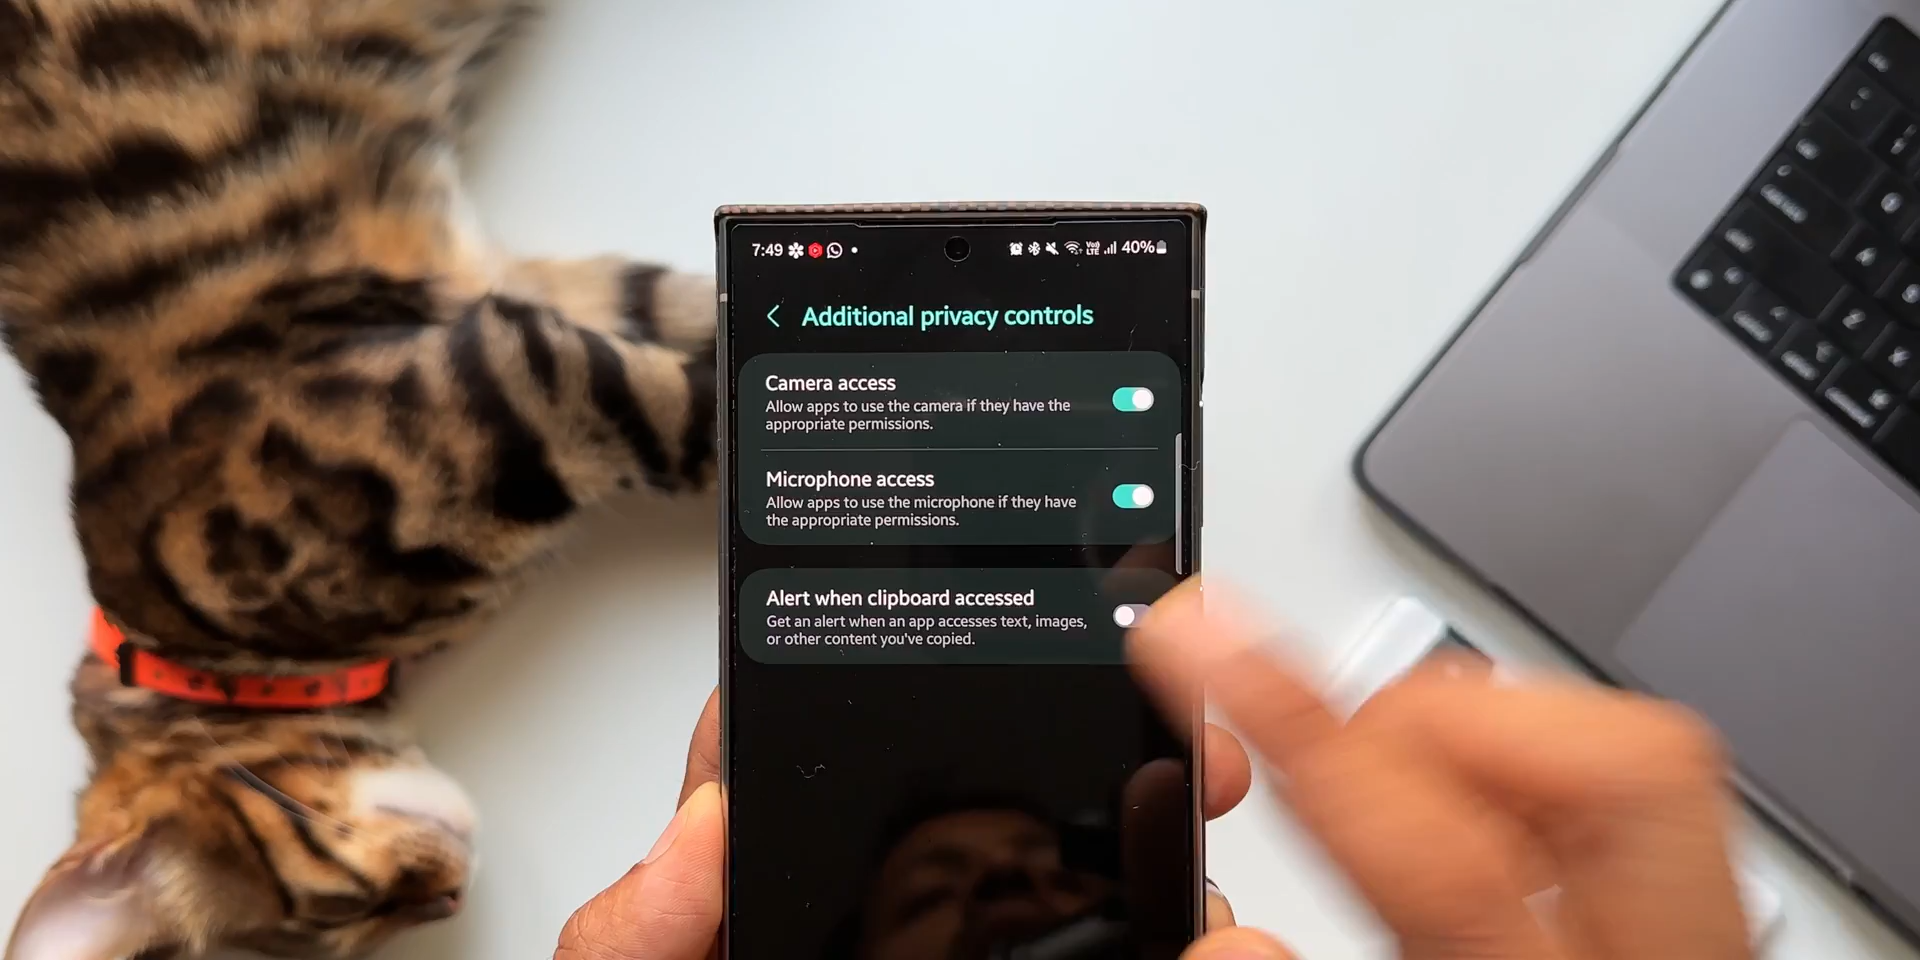 7:49 40%
Additional privacy controls
Camera access
Allow apps to use the camera if they have the
appropriate permissions.
Microphone access
Allow apps to use the microphone if they have
the appropriate permissions.
Alert when clipboard accessed
Get an alert when an app accesses text, images,
or other content you've copied.